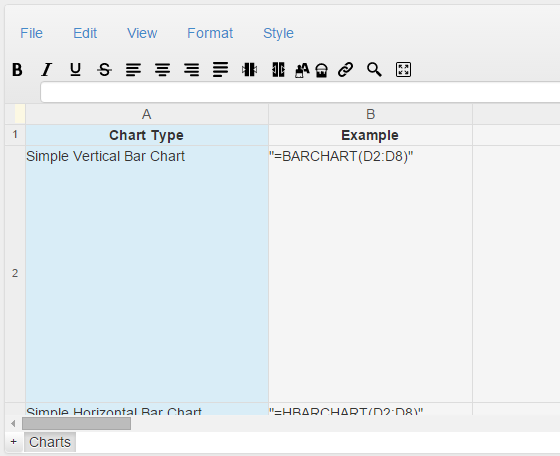 File Edit View Format Style
B I U S
A B
1 Chart Type Example
Simple Vertical Bar Chart "=BARCHART(D2:D8)"
2
Simple Horizontal Bar Chart "=HBARCHART(D2:D8)"
+ Charts